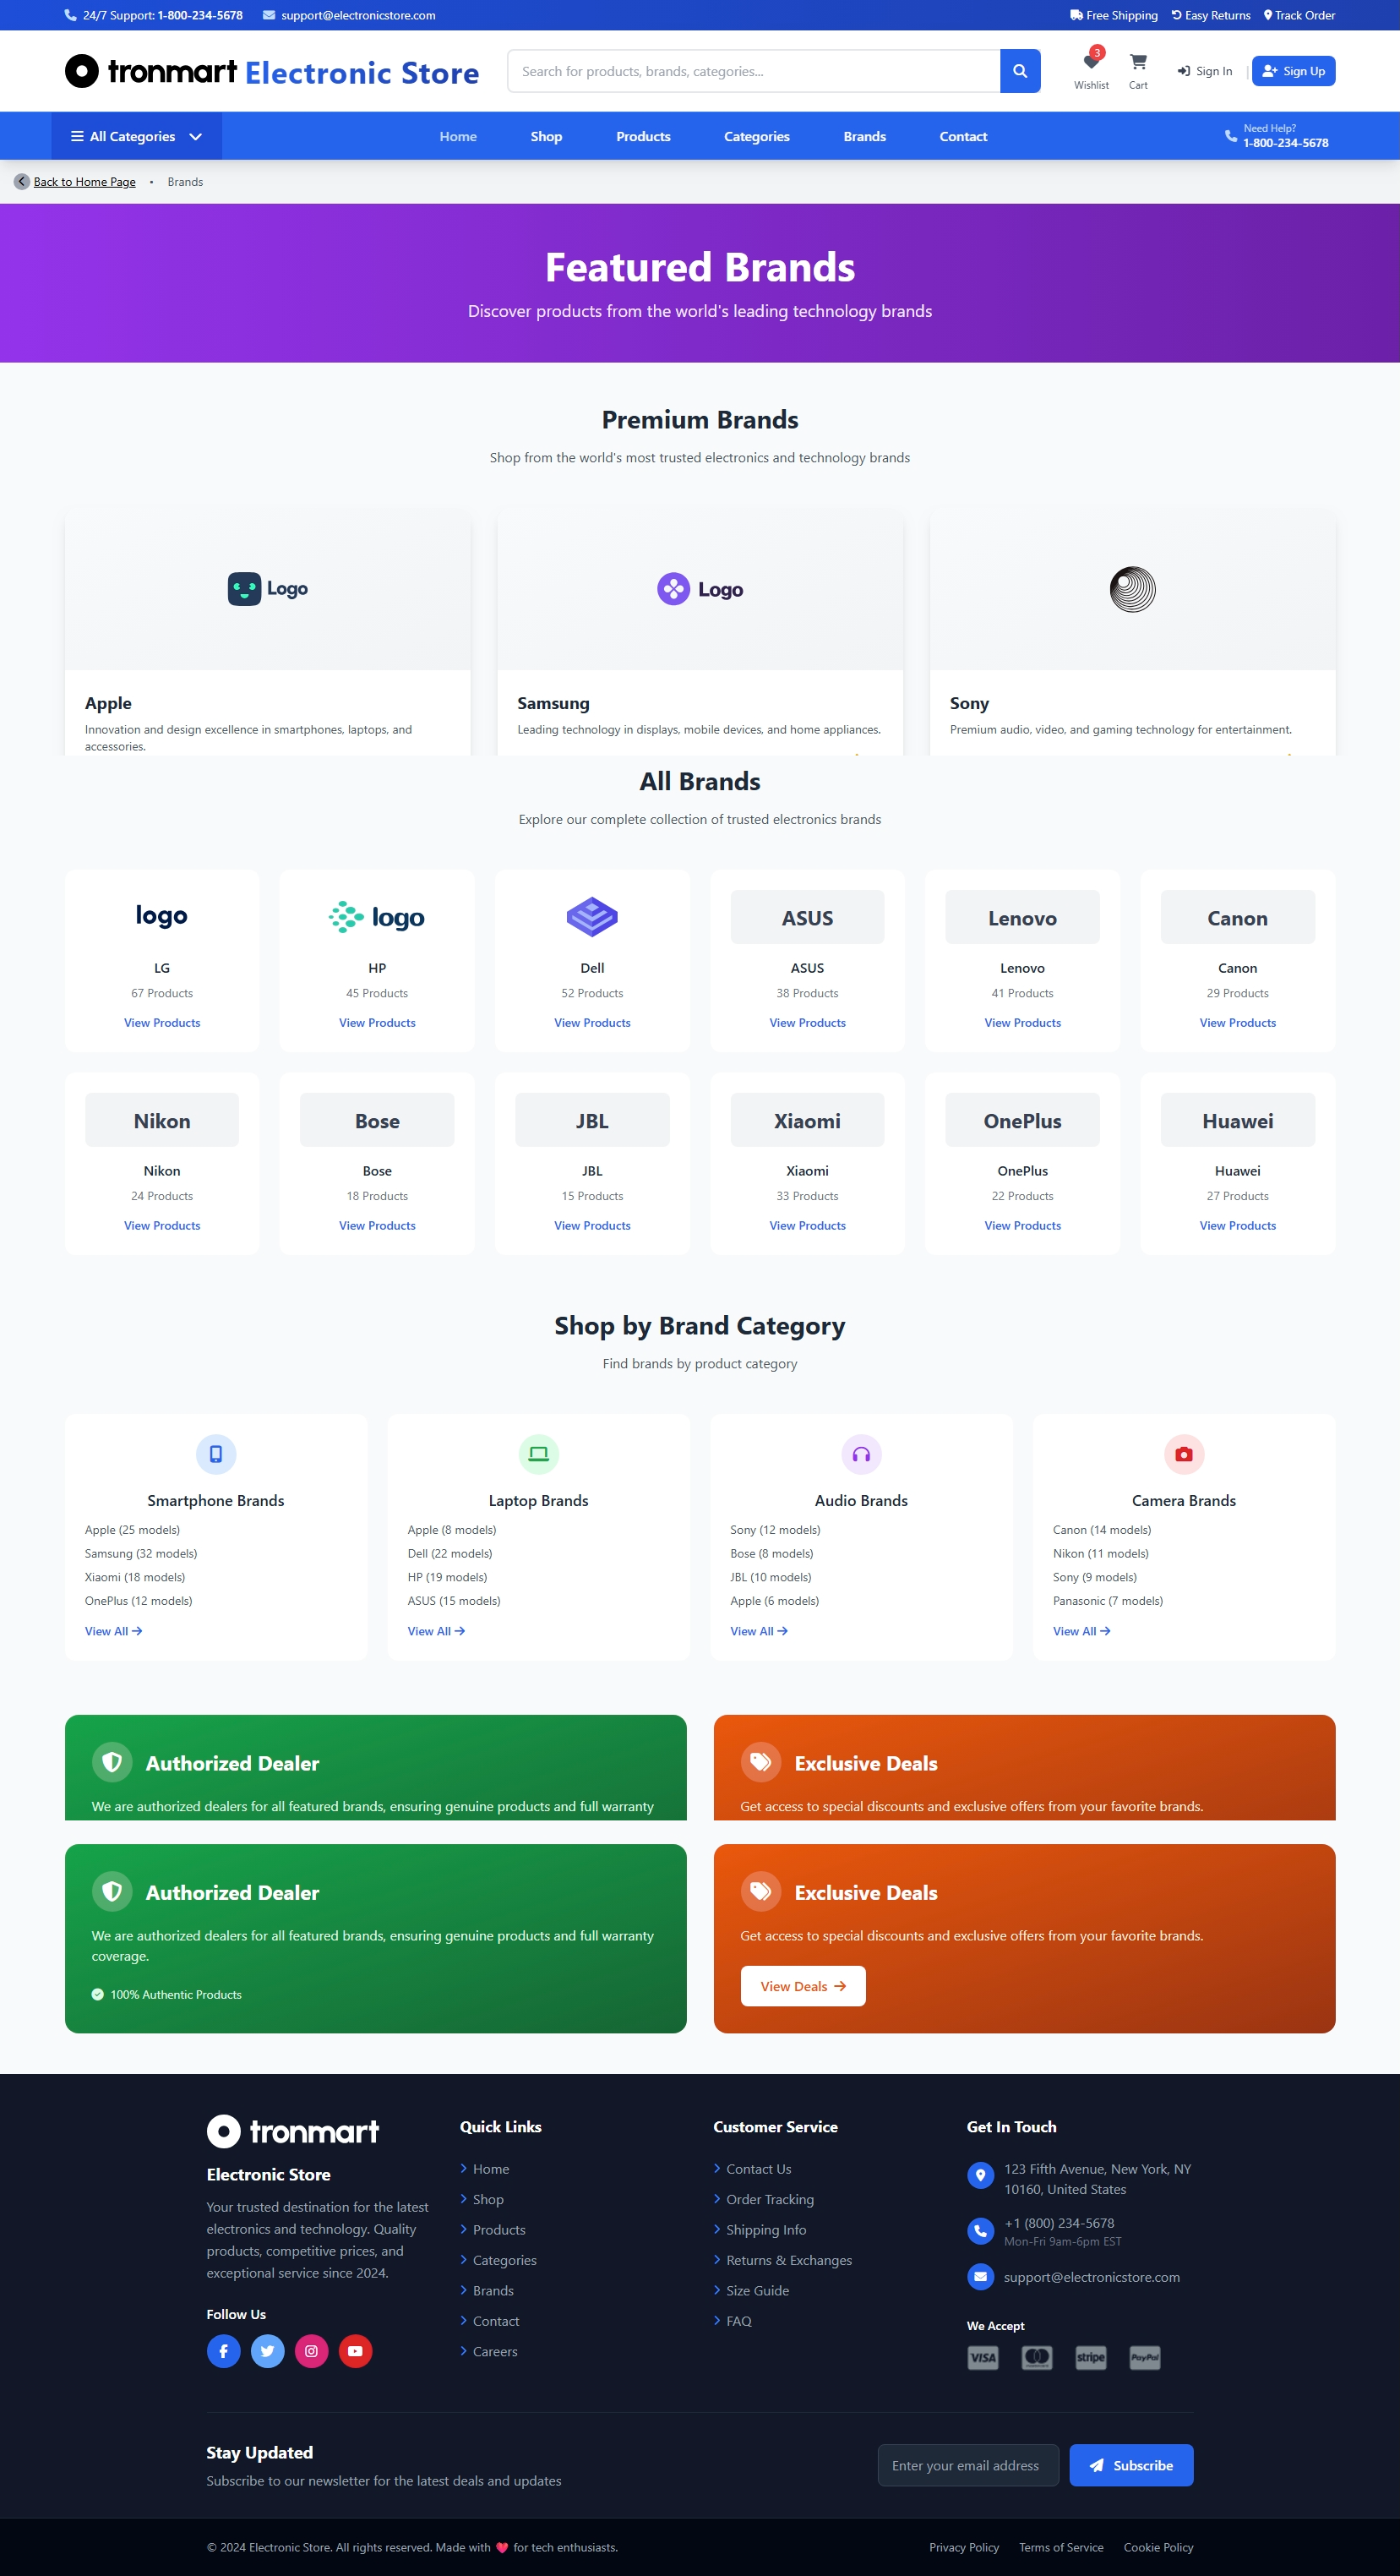 24/7 Support: 1-800-234-5678 support@electronicstore.com Free Shipping Easy Returns Track Order
tronmart Electronic Store Search for products, brands, categories... 3 Wishlist Cart Sign In Sign Up
All Categories Home Shop Products Categories Brands Contact Need Help?
1-800-234-5678
Back to Home Page • Brands
Featured Brands
Discover products from the world's leading technology brands
Premium Brands
Shop from the world's most trusted electronics and technology brands
Logo Logo
Apple Samsung Sony
Innovation and design excellence in smartphones, laptops, and Leading technology in displays, mobile devices, and home appliances. Premium audio, video, and gaming technology for entertainment.
accessories.
All Brands
Explore our complete collection of trusted electronics brands
logo logo ASUS Lenovo Canon
LG HP Dell ASUS Lenovo Canon
67 Products 45 Products 52 Products 38 Products 41 Products 29 Products
View Products View Products View Products View Products View Products View Products
Nikon Bose JBL Xiaomi OnePlus Huawei
Nikon Bose JBL Xiaomi OnePlus Huawei
24 Products 18 Products 15 Products 33 Products 22 Products 27 Products
View Products View Products View Products View Products View Products View Products
Shop by Brand Category
Find brands by product category
Smartphone Brands Laptop Brands Audio Brands Camera Brands
Apple (25 models) Apple (8 models) Sony (12 models) Canon (14 models)
Samsung (32 models) Dell (22 models) Bose (8 models) Nikon (11 models)
Xiaomi (18 models) HP (19 models) JBL (10 models) Sony (9 models)
OnePlus (12 models) ASUS (15 models) Apple (6 models) Panasonic (7 models)
View All View All View All View All
Authorized Dealer Exclusive Deals
We are authorized dealers for all featured brands, ensuring genuine products and full warranty Get access to special discounts and exclusive offers from your favorite brands.
Authorized Dealer Exclusive Deals
We are authorized dealers for all featured brands, ensuring genuine products and full warranty Get access to special discounts and exclusive offers from your favorite brands.
coverage.
100% Authentic Products View Deals
tronmart Quick Links Customer Service Get In Touch
Electronic Store
Your trusted destination for the latest
electronics and technology. Quality
products, competitive prices, and
exceptional service since 2024.
Follow Us
Home
Shop
Products
Categories
Brands
Contact
Careers
Contact Us
Order Tracking
Shipping Info
Returns & Exchanges
Size Guide
FAQ
123 Fifth Avenue, New York, NY
10160, United States
+1 (800) 234-5678
Mon-Fri 9am-6pm EST
support@electronicstore.com
We Accept
VISA stripe PayPal
Stay Updated
Subscribe to our newsletter for the latest deals and updates
Enter your email address Subscribe
© 2024 Electronic Store. All rights reserved. Made with ❤ for tech enthusiasts. Privacy Policy Terms of Service Cookie Policy